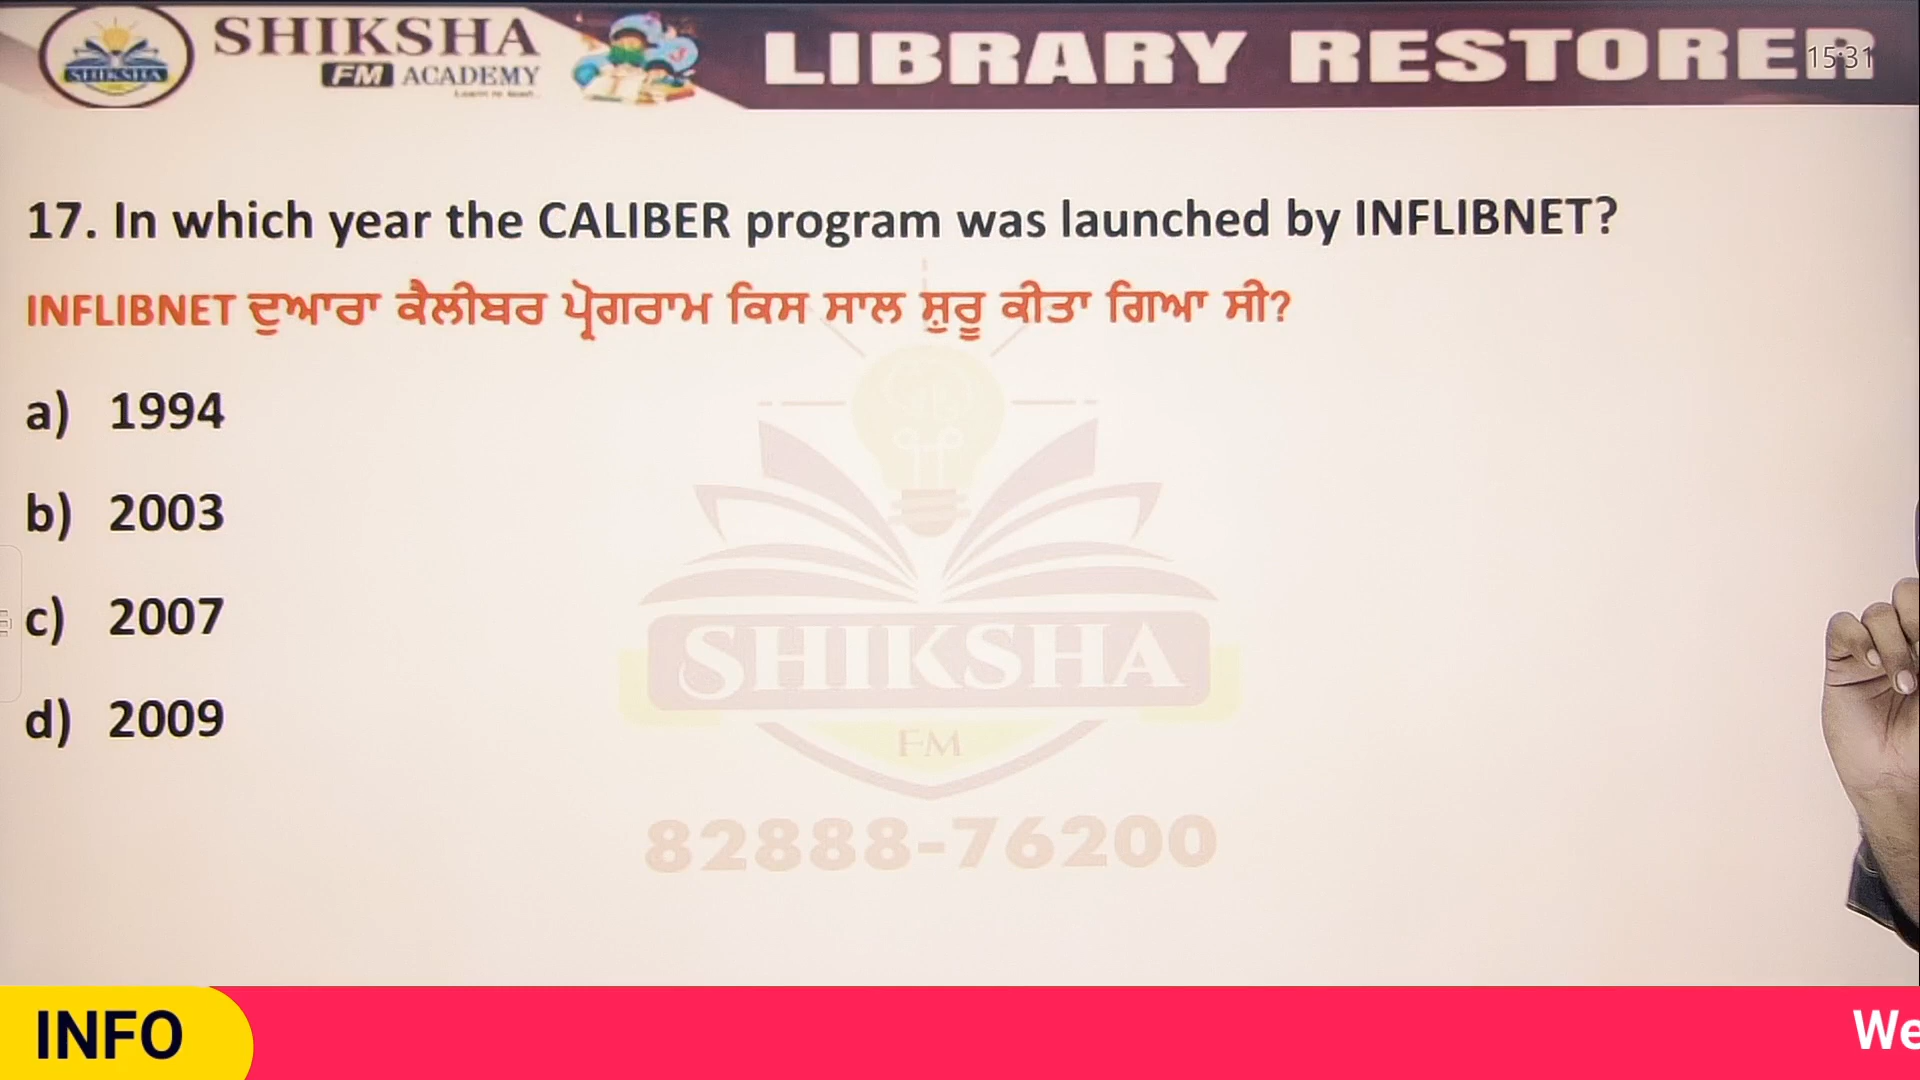 SHIKSHA
FM ACADEMY
SHIKSHA
LIBRARY RESTORER
15:31
17. In which year the CALIBER program was launched by INFLIBNET?
INFLIBNET ਦੁਆਰਾ ਕੈਲੀਬਰ ਪ੍ਰੋਗਰਾਮ ਕਿਸ ਸਾਲ ਸ਼ੁਰੂ ਕੀਤਾ ਗਿਆ ਸੀ?
a) 1994
b) 2003
c) 2007
d) 2009
SHIKSHA
FM
82888-76200
INFO
We